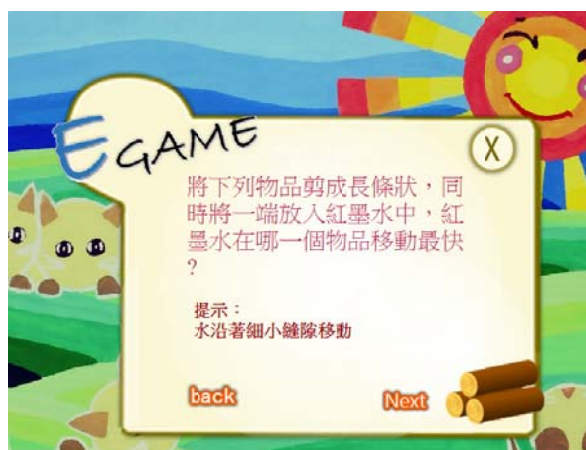 E GAME
X
將下列物品剪成長條狀，同
時將一端放入紅墨水中，紅
墨水在哪一個物品移動最快
?
提示：
水沿著細小縫隙移動
back
Next